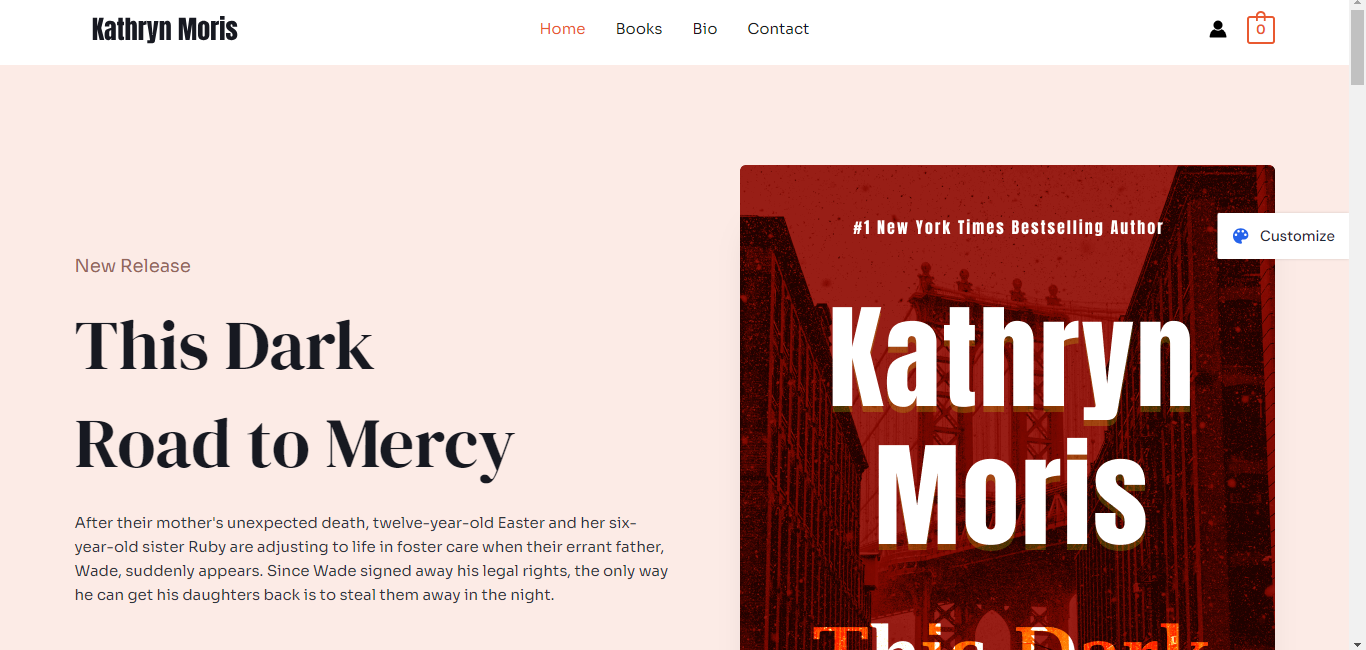 Kathryn Moris
Home Books Bio Contact
0
#1 New York Times Bestselling Author
Customize
New Release
This Dark
Road to Mercy
Kathryn
Moris
After their mother's unexpected death, twelve-year-old Easter and her six-
year-old sister Ruby are adjusting to life in foster care when their errant father,
Wade, suddenly appears. Since Wade signed away his legal rights, the only way
he can get his daughters back is to steal them away in the night.
This Dark